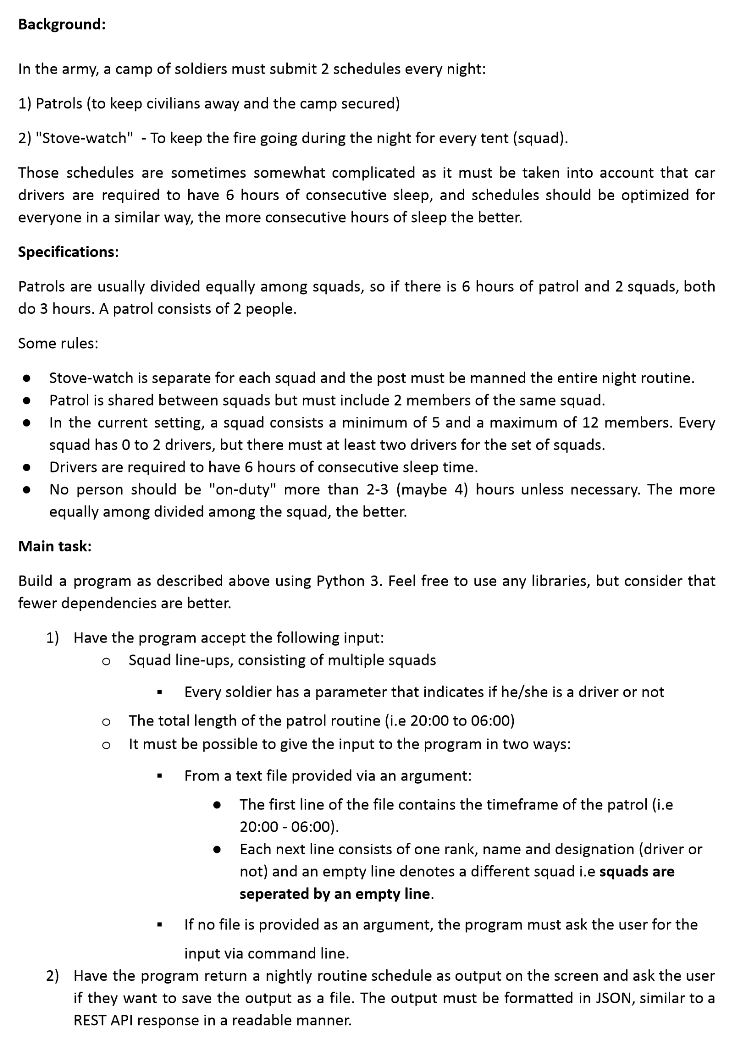 Background:
In the army, a camp of soldiers must submit 2 schedules every night:
1) Patrols (to keep civilians away and the camp secured)
2) "Stove-watch"  - To keep the fire going during the night for every tent (squad).
Those schedules are sometimes somewhat complicated as it must be taken into account that car
drivers are required to have 6 hours of consecutive sleep, and schedules should be optimized for
everyone in a similar way, the more consecutive hours of sleep the better.
Specifications:
Patrols are usually divided equally among squads, so if there is 6 hours of patrol and 2 squads, both
do 3 hours. A patrol consists of 2 people.
Some rules:
● Stove-watch is separate for each squad and the post must be manned the entire night routine.
● Patrol is shared between squads but must include 2 members of the same squad.
● In the current setting, a squad consists a minimum of 5 and a maximum of 12 members. Every
squad has 0 to 2 drivers, but there must at least two drivers for the set of squads.
● Drivers are required to have 6 hours of consecutive sleep time.
● No person should be "on-duty" more than 2-3 (maybe 4) hours unless necessary. The more
equally among divided among the squad, the better.
Main task:
Build a program as described above using Python 3. Feel free to use any libraries, but consider that
fewer dependencies are better.
1) Have the program accept the following input:
o Squad line-ups, consisting of multiple squads
▪ Every soldier has a parameter that indicates if he/she is a driver or not
o The total length of the patrol routine (i.e 20:00 to 06:00)
o It must be possible to give the input to the program in two ways:
▪ From a text file provided via an argument:
● The first line of the file contains the timeframe of the patrol (i.e
20:00 - 06:00).
● Each next line consists of one rank, name and designation (driver or
not) and an empty line denotes a different squad i.e squads are
seperated by an empty line.
▪ If no file is provided as an argument, the program must ask the user for the
input via command line.
2) Have the program return a nightly routine schedule as output on the screen and ask the user
if they want to save the output as a file. The output must be formatted in JSON, similar to a
REST API response in a readable manner.